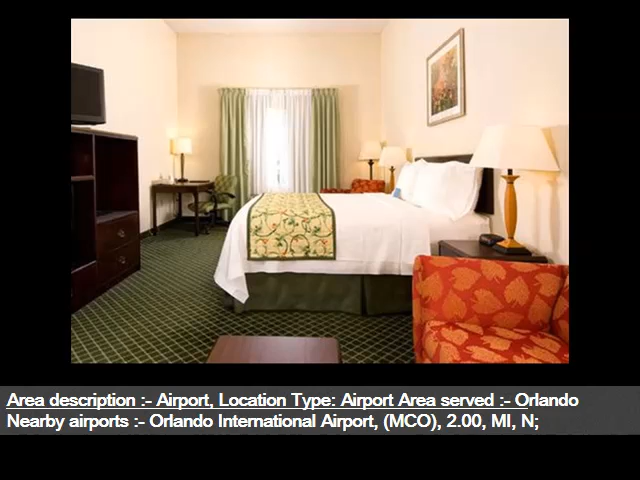 Area description :- Airport, Location Type: Airport Area served :- Orlando
Nearby airports :- Orlando International Airport, (MCO), 2.00, MI, N;